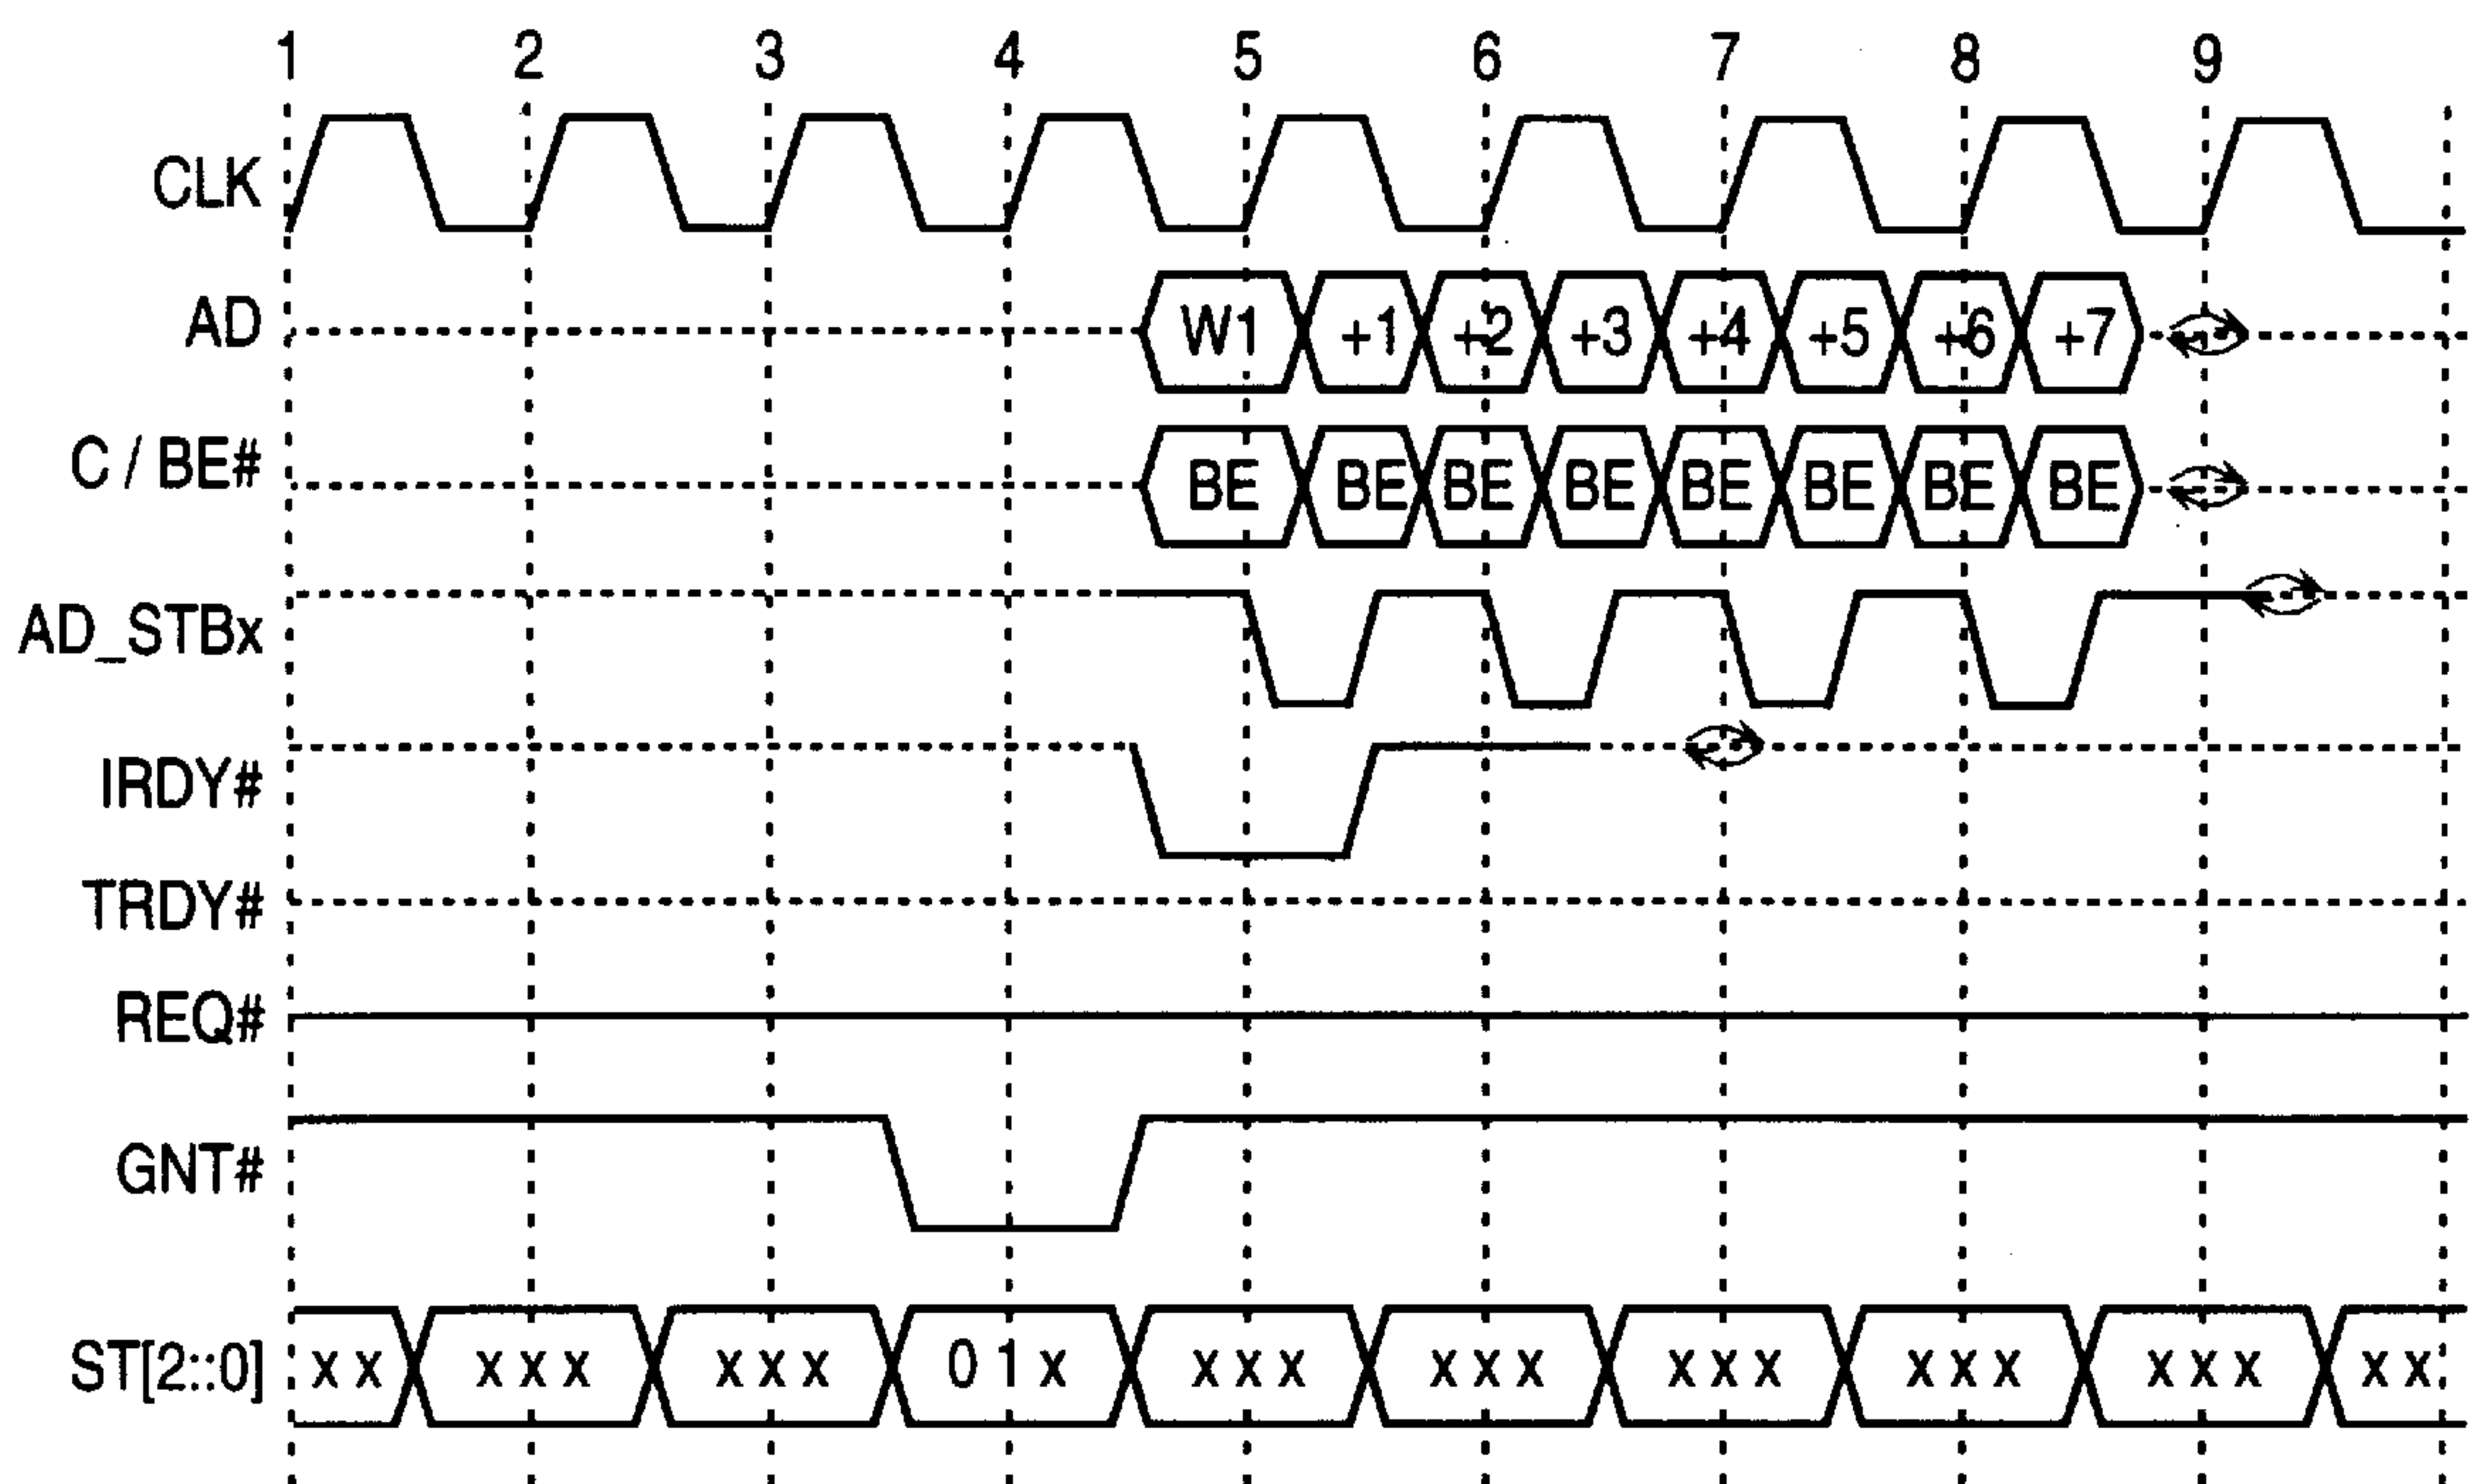 1 2 3 4 5 6 7 8 9
CLK
AD W1 +1 +2 +3 +4 +5 +6 +7
C / BE# BE BE BE BE BE BE BE BE
AD_STBx
IRDY#
TRDY#
REQ#
GNT#
ST[2::0] x x x x x x x x 0 1 x x x x x x x x x x x x x x x x x x